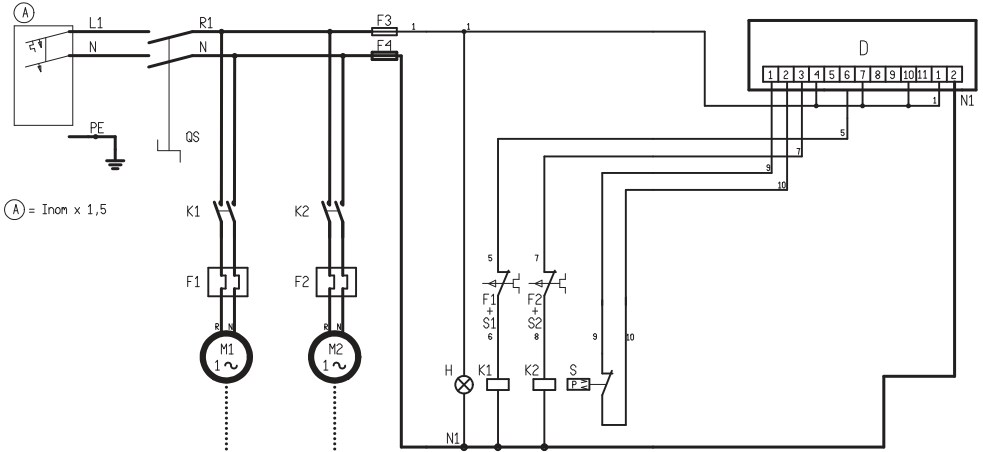 A
L1
R1
F3
1
1
N
N
F4
D
1 2 3 4 5 6 7 8 9 10 11 1 2
1
N1
PE
QS
5
7
9
10
A = Inom x 1,5
K1
K2
5
7
F1
F2
F1
+
S1
F2
+
S2
R N
R N
6
8
9
10
M1
1 ~
M2
1 ~
H
K1
K2
S
P
N1